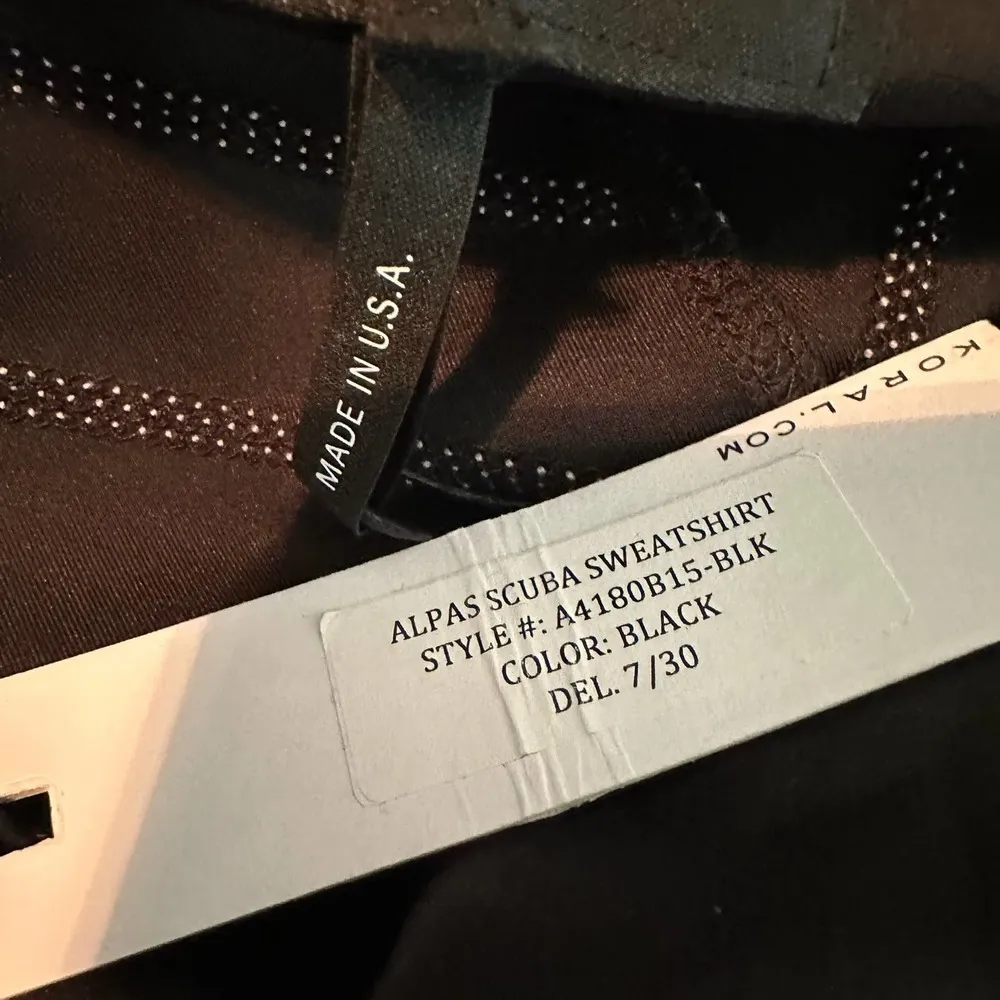 MADE IN U.S.A.
KORAL.COM
ALPAS SCUBA SWEATSHIRT
STYLE #: A4180B15-BLK
COLOR: BLACK
DEL. 7/30